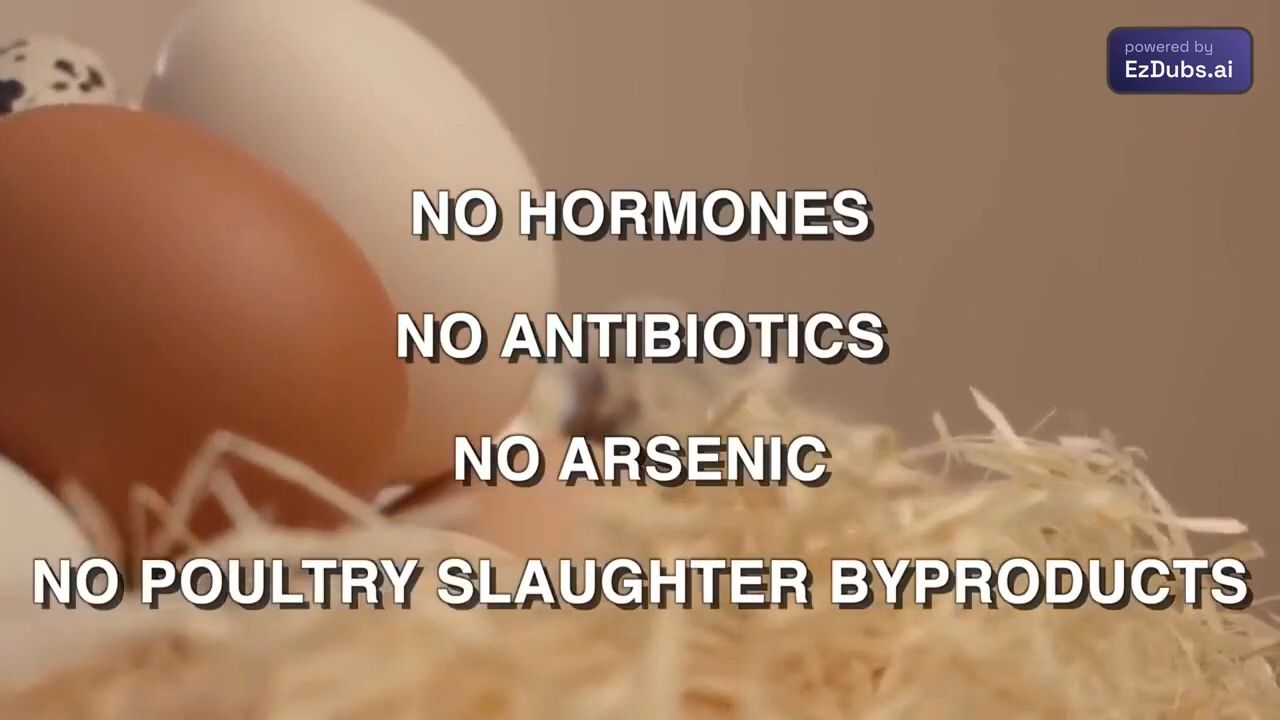 powered by
EzDubs.ai
NO HORMONES
NO ANTIBIOTICS
NO ARSENIC
NO POULTRY SLAUGHTER BYPRODUCTS